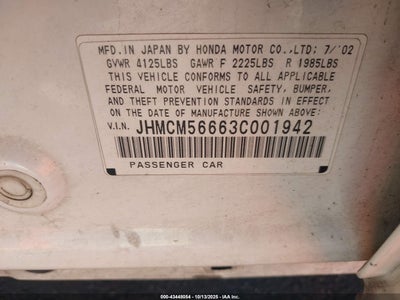 MFD.IN JAPAN BY HONDA MOTOR CO.,LTD: 7/'02
GVWR 4125LBS GAWR F 2225LBS R 1985LBS
THIS VEHICLE CONFORMS TO ALL APPLICABLE
FEDERAL MOTOR VEHICLE SAFETY, BUMPER,
AND THEFT PREVENTION STANDARDS IN EFFECT
ON THE DATE OF MANUFACTURE SHOWN ABOVE.
V.I.N. JHMCM56663C001942
PASSENGER CAR
000-43448054 - 10/13/2025 - IAA